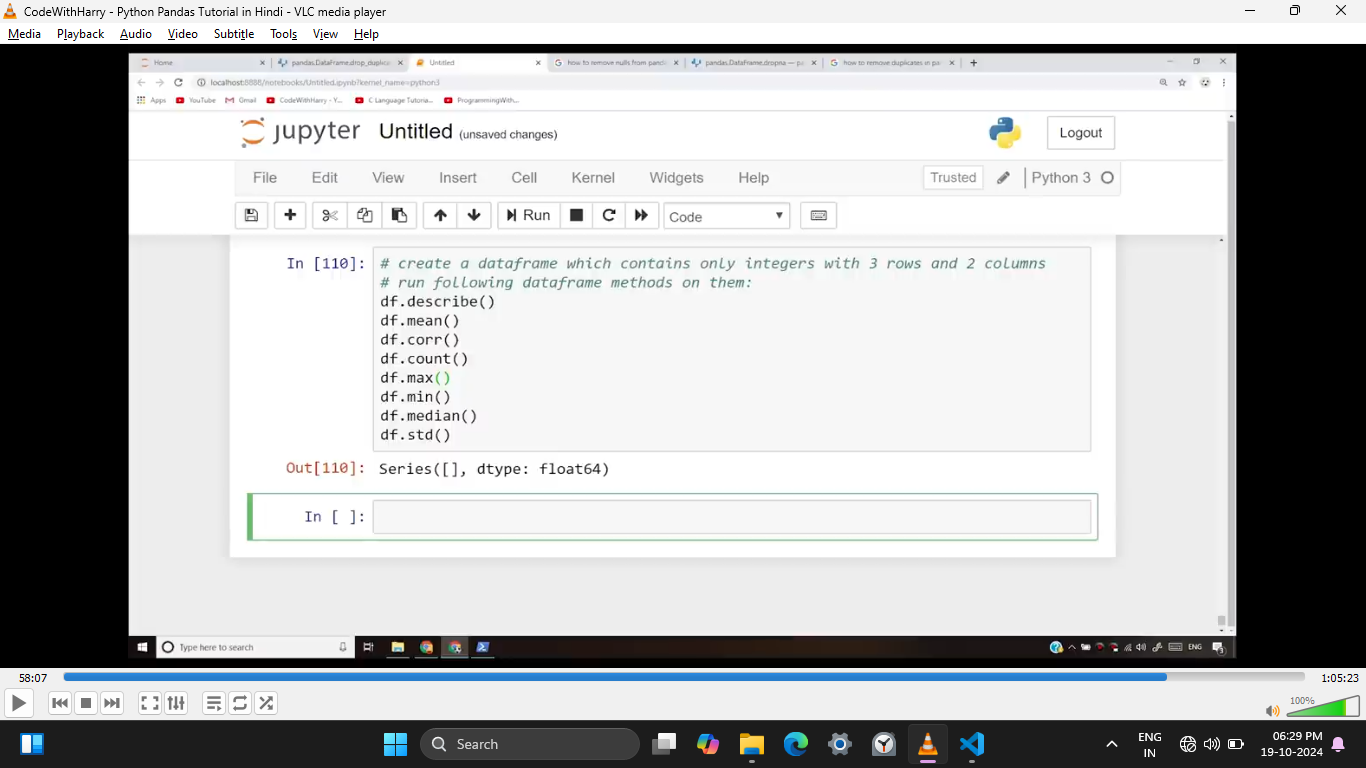 CodeWithHarry - Python Pandas Tutorial in Hindi - VLC media player
Media Playback Audio Video Subtitle Tools View Help
Home
pandas.DataFrame.drop_duplic
Untitled
how to remove nulls from pand
pandas.DataFrame.dropna — pa
how to remove duplicates in pa
localhost:8888/notebooks/Untitled.ipynb?kernel_name=python3
Apps YouTube Gmail CodeWithHarry - Y... C Language Tutoria... ProgrammingWith...
jupyter Untitled (unsaved changes) Logout
File Edit View Insert Cell Kernel Widgets Help Trusted Python 3
Run Code
In [110]: # create a dataframe which contains only integers with 3 rows and 2 columns
# run following dataframe methods on them:
df.describe()
df.mean()
df.corr()
df.count()
df.max()
df.min()
df.median()
df.std()
Out[110]: Series([], dtype: float64)
In [ ]:
Type here to search ENG
58:07 1:05:23
100%
Search ENG 06:29 PM
IN 19-10-2024